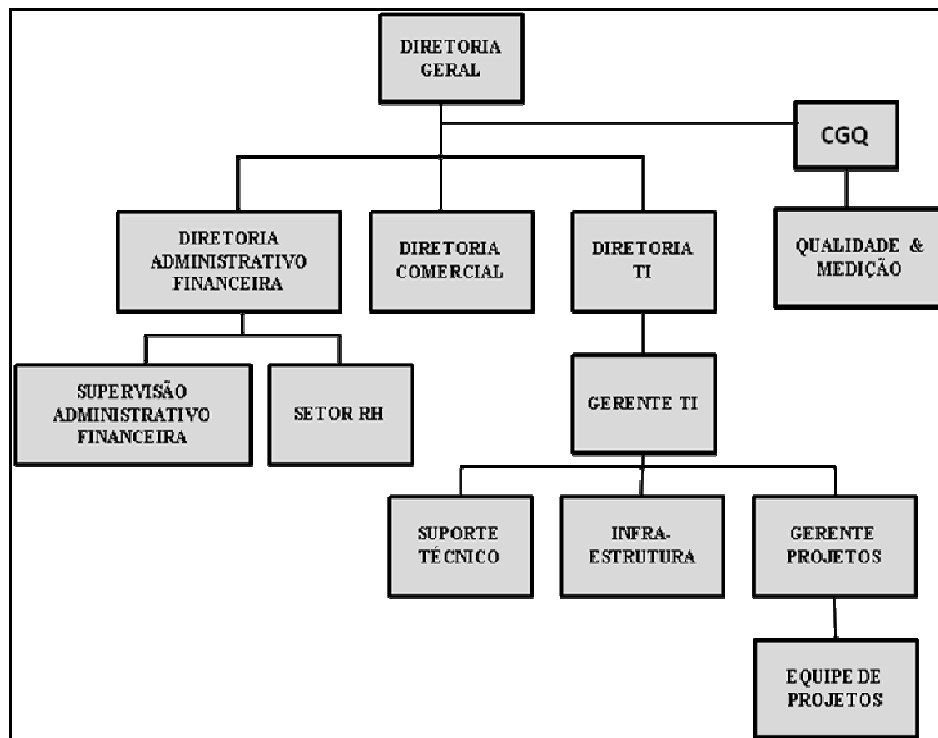 DIRETORIA
GERAL
CGQ
DIRETORIA
ADMINISTRATIVO
FINANCEIRA
DIRETORIA
COMERCIAL
DIRETORIA
TI
QUALIDADE &
MEDIÇÃO
SUPERVISÃO
ADMINISTRATIVO
FINANCEIRA
SETOR RH
GERENTE TI
SUPORTE
TÉCNICO
INFRA-
ESTRUTURA
GERENTE
PROJETOS
EQUIPE DE
PROJETOS